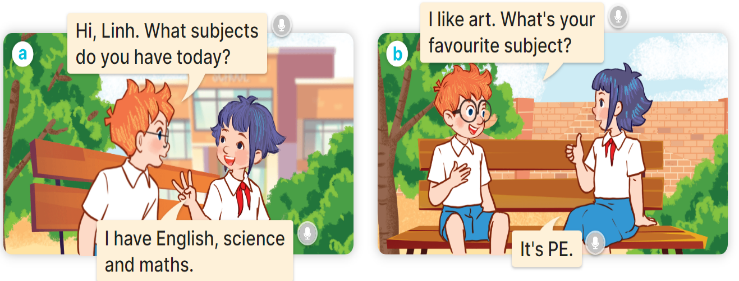 a
Hi, Linh. What subjects
do you have today?
I have English, science
and maths.
b
I like art. What's your
favourite subject?
It's PE.